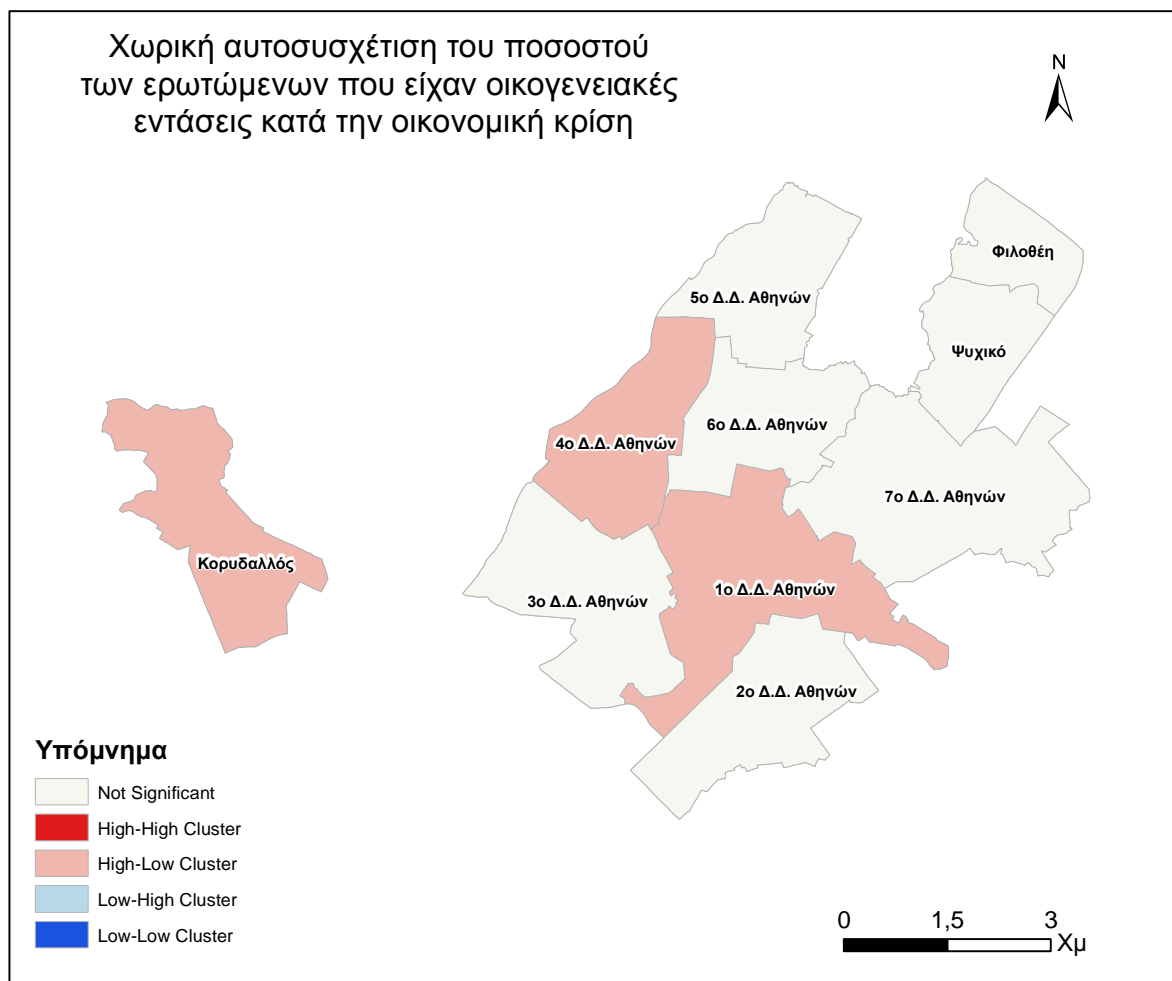 Χωρική αυτοσυσχέτιση του ποσοστού
των ερωτώμενων που είχαν οικογενειακές
εντάσεις κατά την οικονομική κρίση
N
Φιλοθέη
5ο Δ.Δ. Αθηνών
Ψυχικό
6ο Δ.Δ. Αθηνών
4ο Δ.Δ. Αθηνών
7ο Δ.Δ. Αθηνών
Κορυδαλλός
1ο Δ.Δ. Αθηνών
3ο Δ.Δ. Αθηνών
2ο Δ.Δ. Αθηνών
Υπόμνημα
Not Significant
High-High Cluster
High-Low Cluster
Low-High Cluster
Low-Low Cluster
0 1,5 3
Χμ